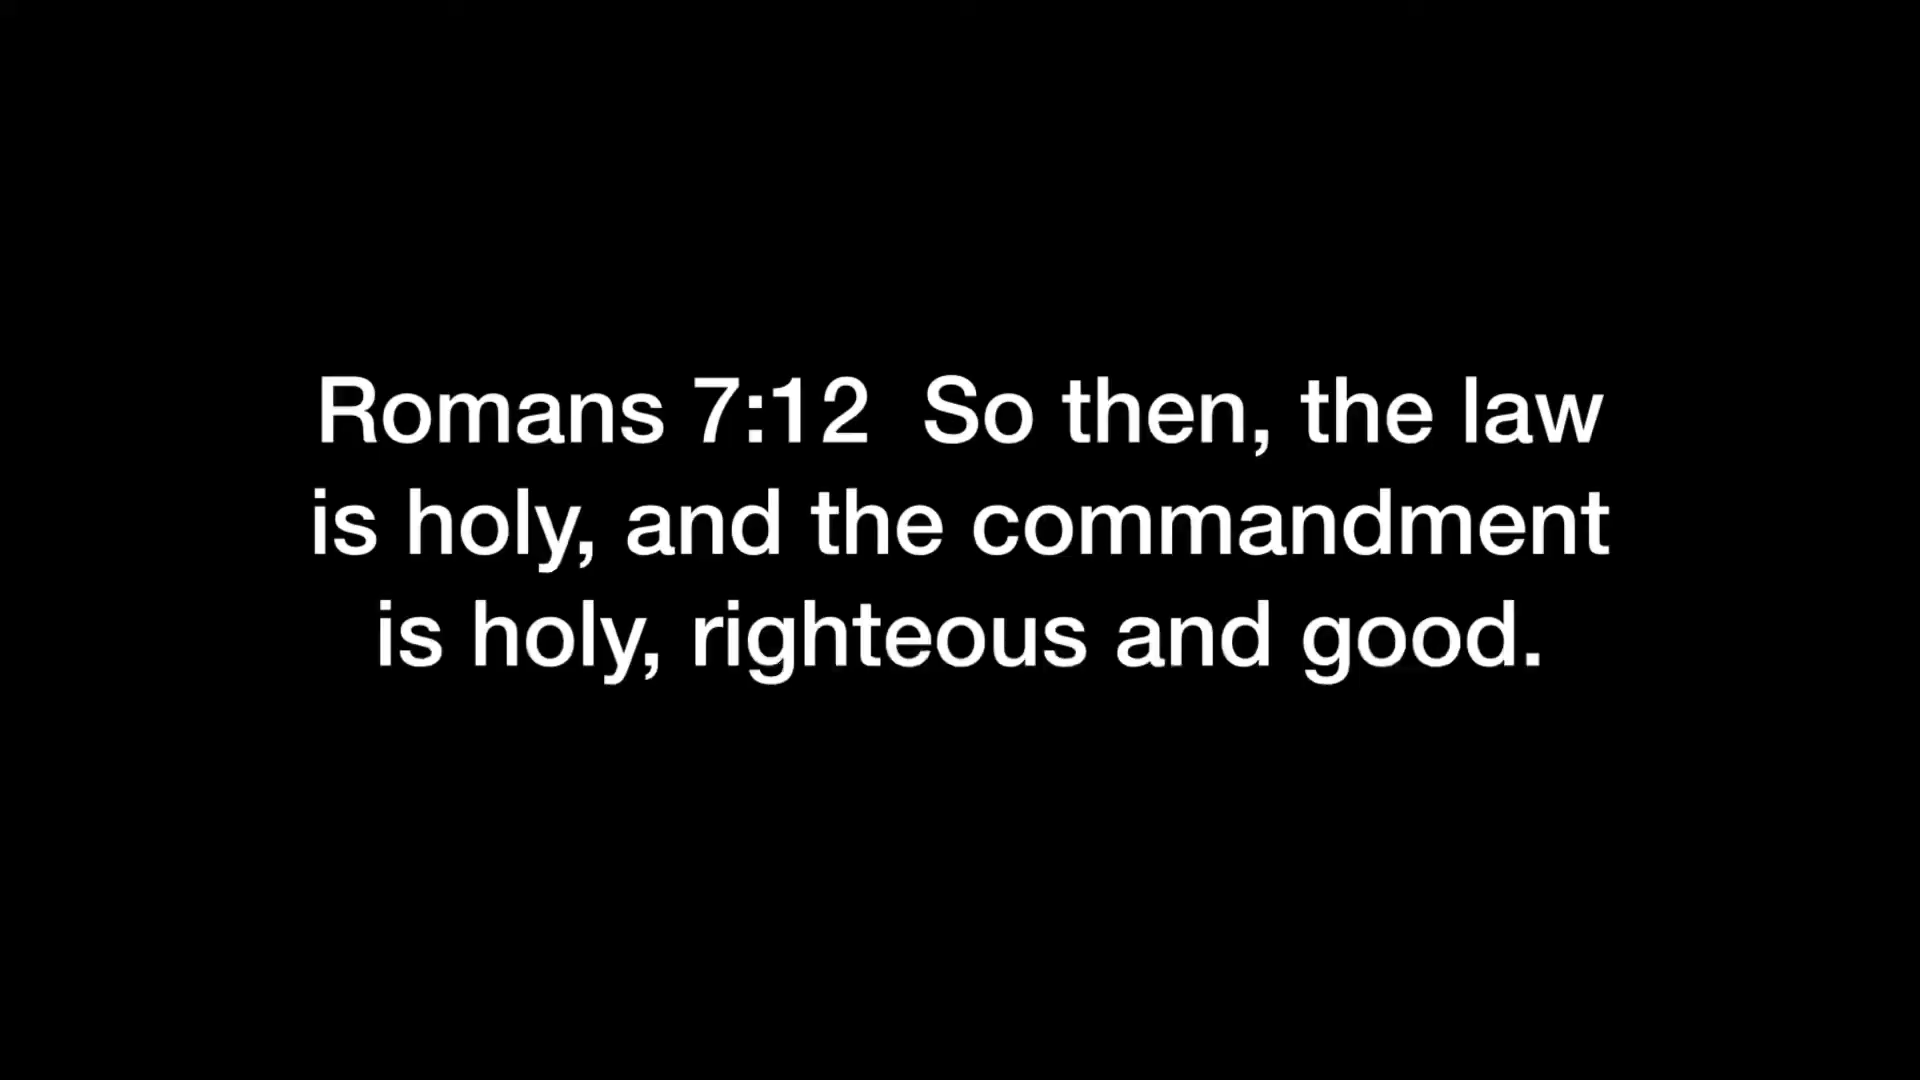 Romans 7:12  So then, the law
is holy, and the commandment
is holy, righteous and good.